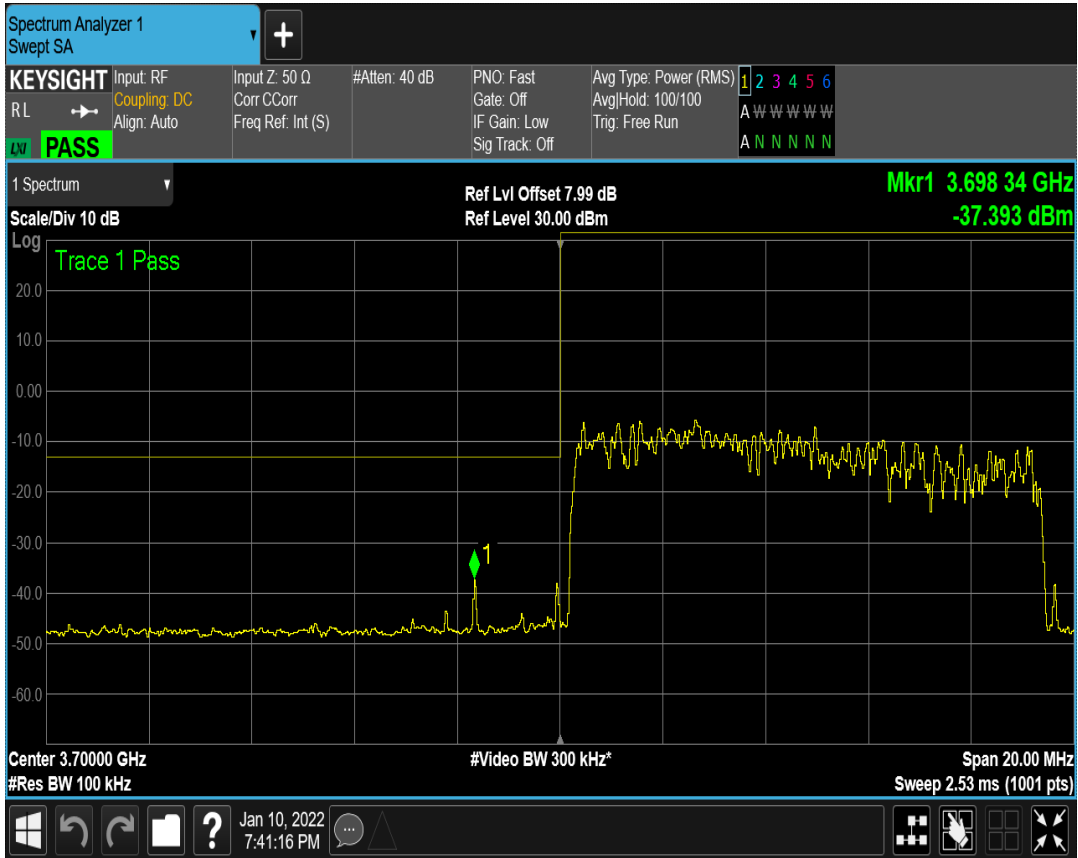 Spectrum Analyzer 1
Swept SA
KEYSIGHT
R L
LXI PASS
Input: RF
Coupling: DC
Align: Auto
Input Z: 50 Ω
Corr CCorr
Freq Ref: Int (S)
#Atten: 40 dB
PNO: Fast
Gate: Off
IF Gain: Low
Sig Track: Off
Avg Type: Power (RMS)
Avg|Hold: 100/100
Trig: Free Run
1 2 3 4 5 6
A W W W W W
A N N N N N
1 Spectrum
Scale/Div 10 dB
Ref Lvl Offset 7.99 dB
Ref Level 30.00 dBm
Mkr1 3.698 34 GHz
-37.393 dBm
Log
Trace 1 Pass
20.0
10.0
0.00
-10.0
-20.0
-30.0
1
-40.0
-50.0
-60.0
Center 3.70000 GHz
#Res BW 100 kHz
#Video BW 300 kHz*
Span 20.00 MHz
Sweep 2.53 ms (1001 pts)
?
Jan 10, 2022
7:41:16 PM